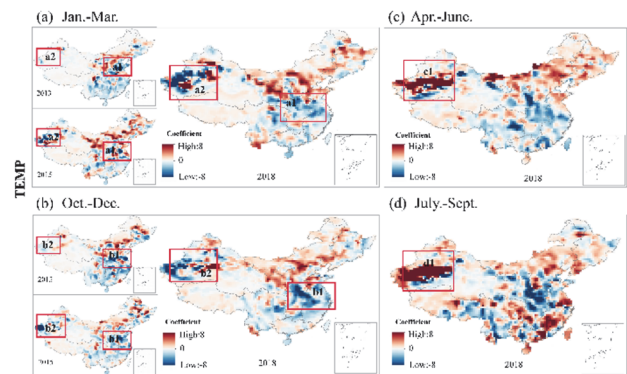 (a) Jan.-Mar.
a2
a1
2013
a2
a1
2015
a2
a1
Coefficient
High:8
0
Low:-8
2018
(c) Apr.-June.
c1
Coefficient
High:8
0
Low:-8
2018
TEMP
(b) Oct.-Dec.
b2
b1
2013
b2
b1
2015
b2
b1
Coefficient
High:8
0
Low:-8
2018
(d) July.-Sept.
d1
Coefficient
High:8
0
Low:-8
2018